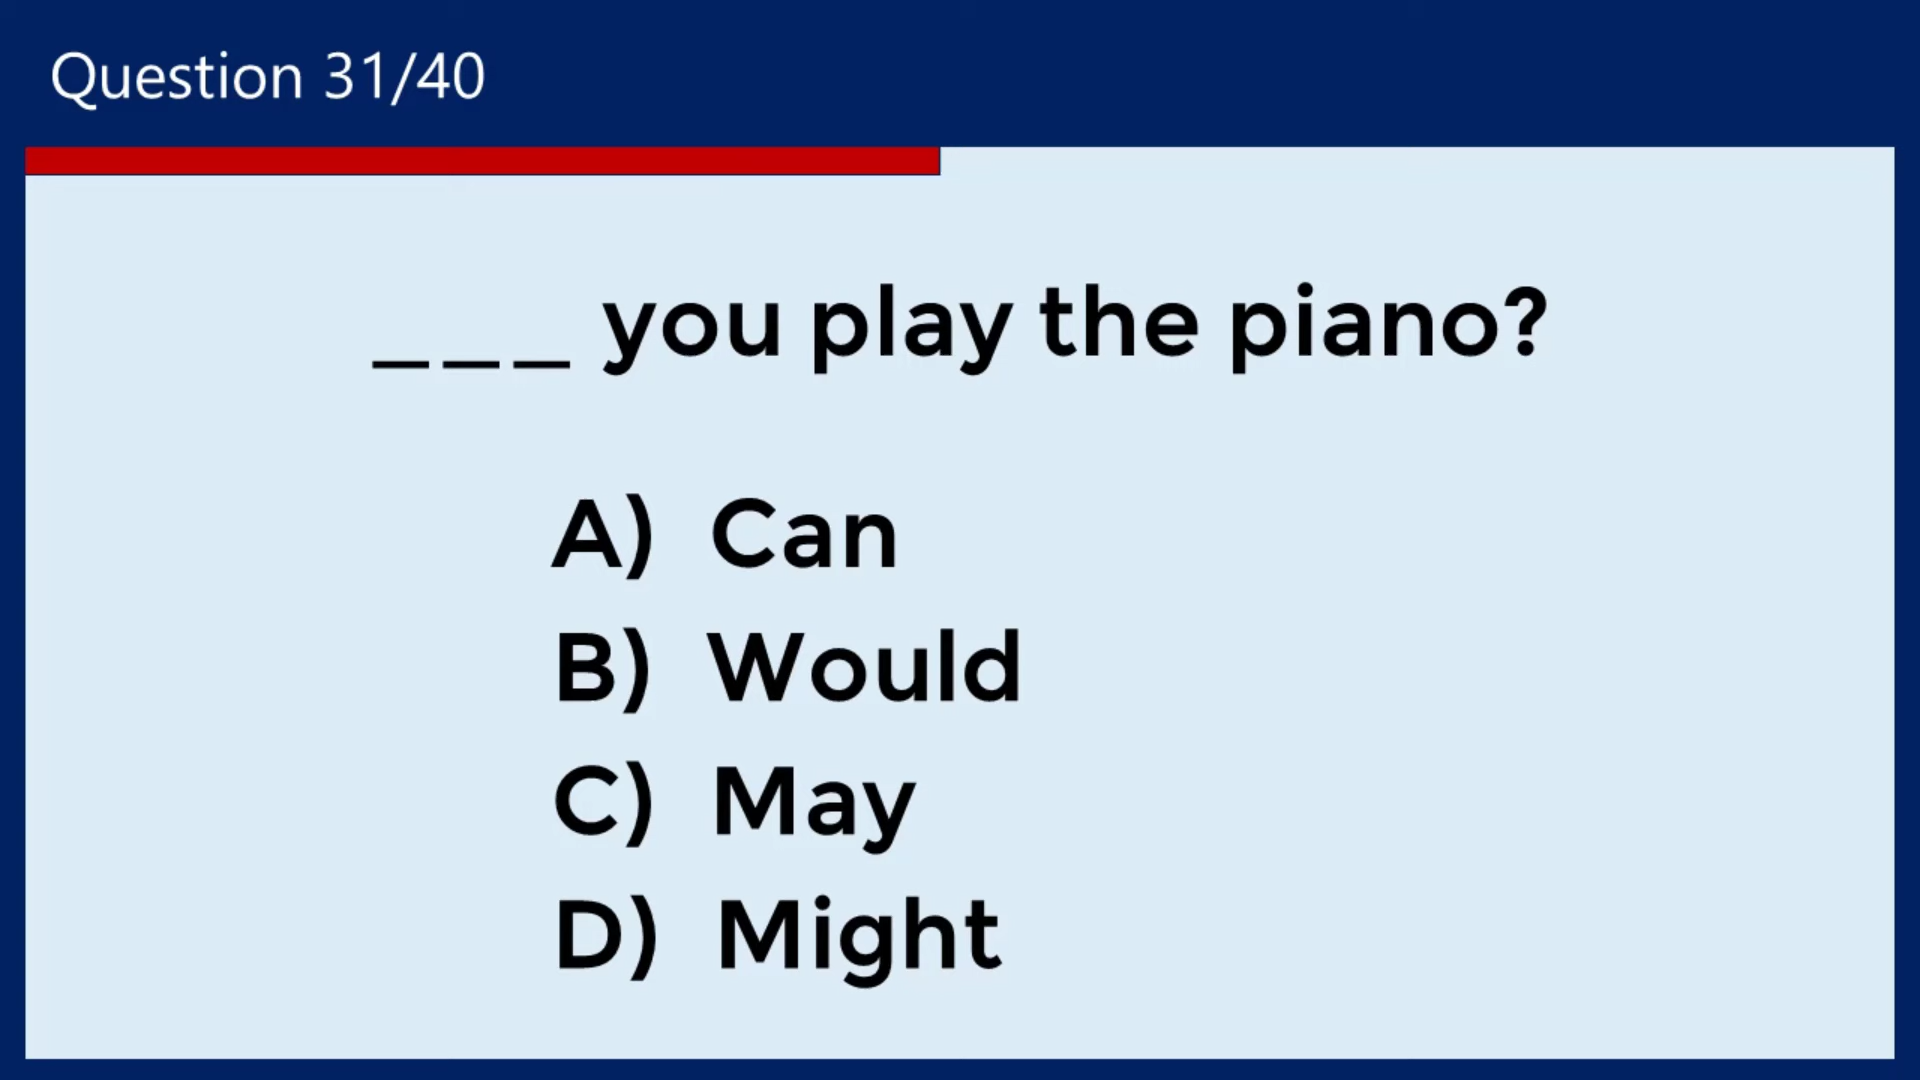 Question 31/40
___ you play the piano?
A) Can
B) Would
C) May
D) Might